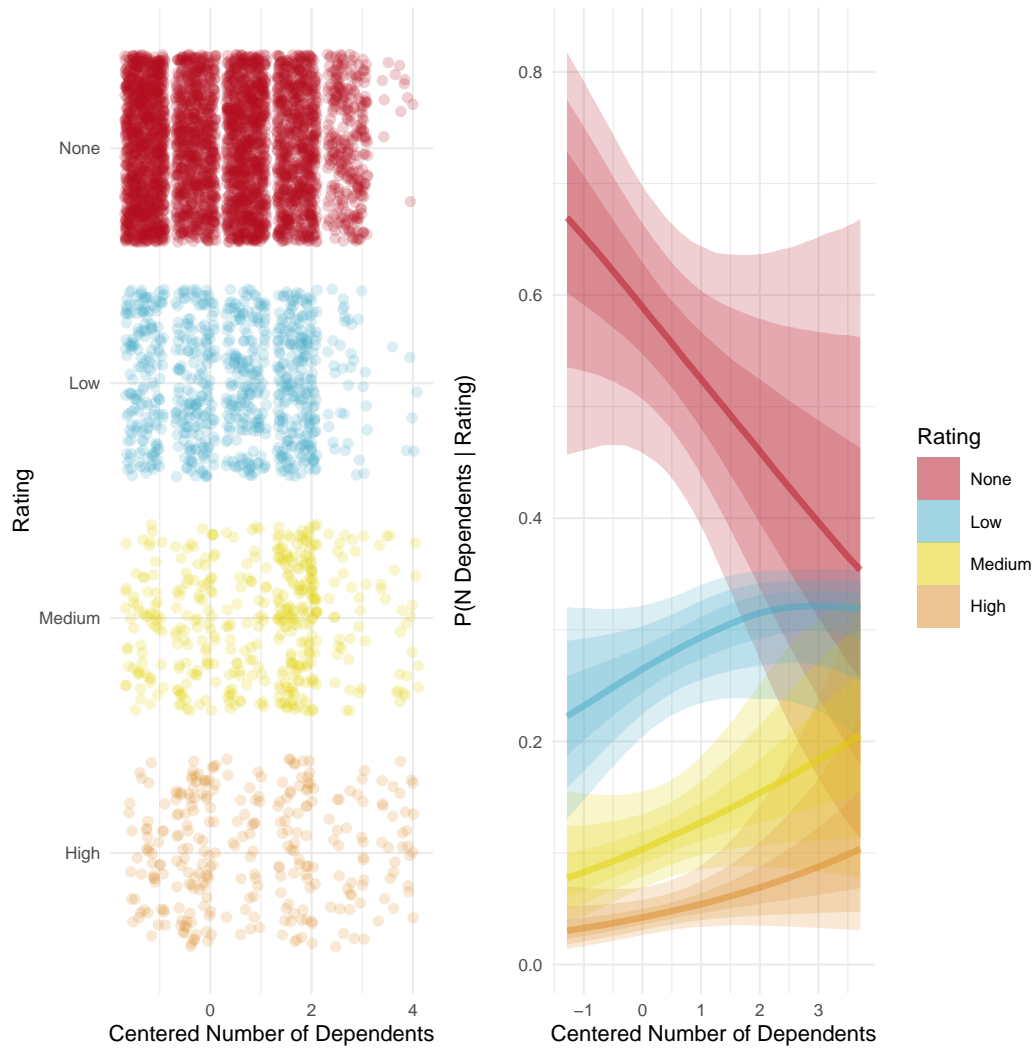 Rating
None
Low
Medium
High
0 2 4
Centered Number of Dependents
P(N Dependents | Rating)
0.8
0.6
0.4
0.2
0.0
−1 0 1 2 3
Centered Number of Dependents
Rating
None
Low
Medium
High